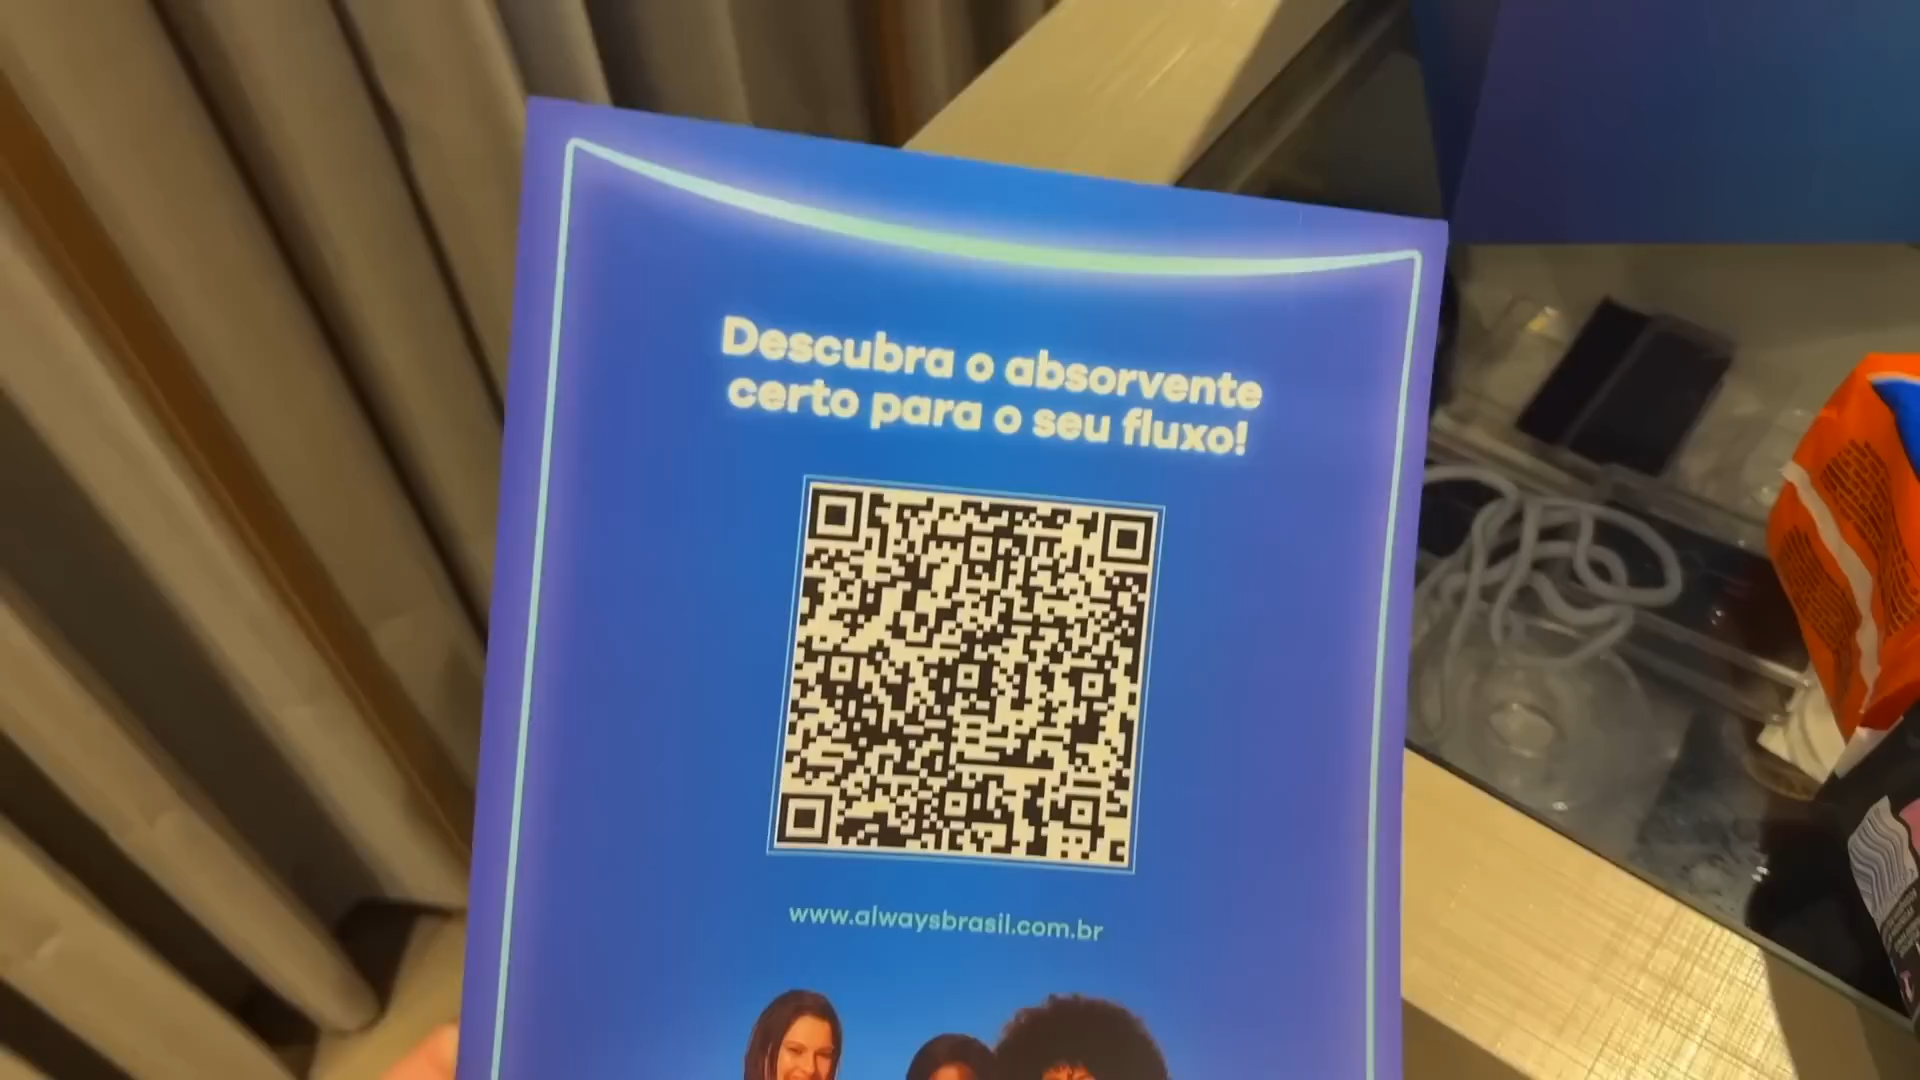 Descubra o absorvente
certo para o seu fluxo!
www.alwaysbrasil.com.br